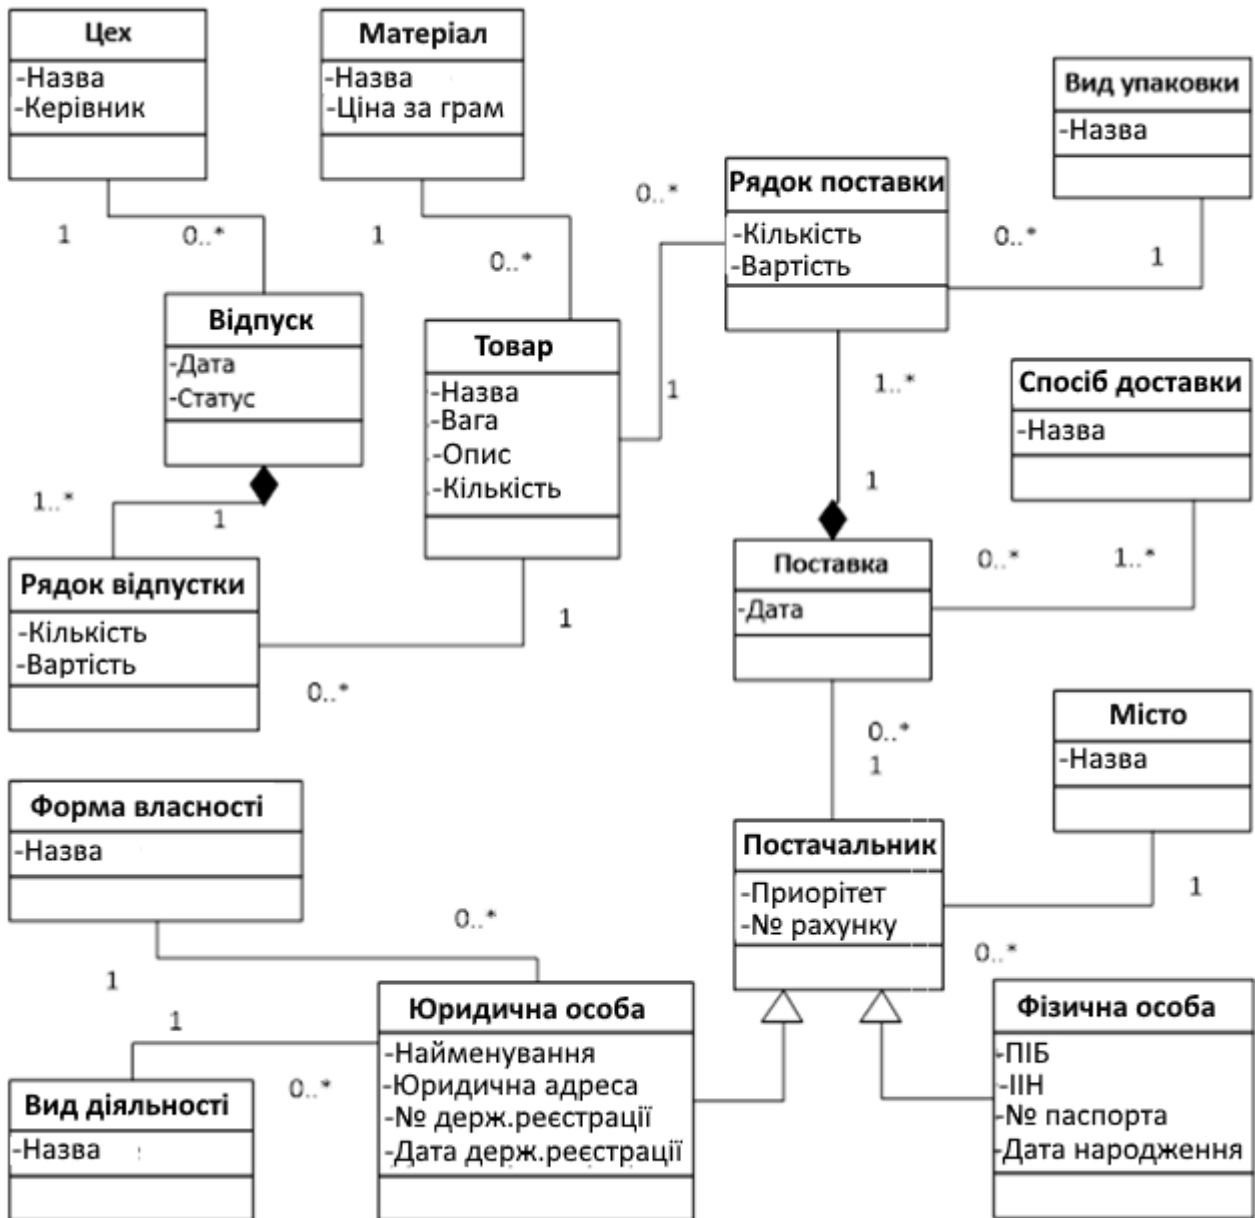 Цех
-Назва
-Керівник
Матеріал
-Назва
-Ціна за грам
Вид упаковки
-Назва
Рядок поставки
-Кількість
-Вартість
0..*
0..*
1
1
0..*
1
0..*
Відпуск
-Дата
-Статус
Товар
-Назва
-Вага
-Опис
-Кількість
1
1..*
Спосіб доставки
-Назва
1..*
1
1
Поставка
-Дата
0..*
1..*
Рядок відпустки
-Кількість
-Вартість
1
0..*
Місто
-Назва
0..*
1
Форма власності
-Назва
Постачальник
-Приорітет
-№ рахунку
1
0..*
0..*
1
1
Юридична особа
-Найменування
-Юридична адреса
-№ держ.реєстрації
-Дата держ.реєстрації
Фізична особа
-ПІБ
-ІІН
-№ паспорта
-Дата народження
0..*
Вид діяльності
-Назва